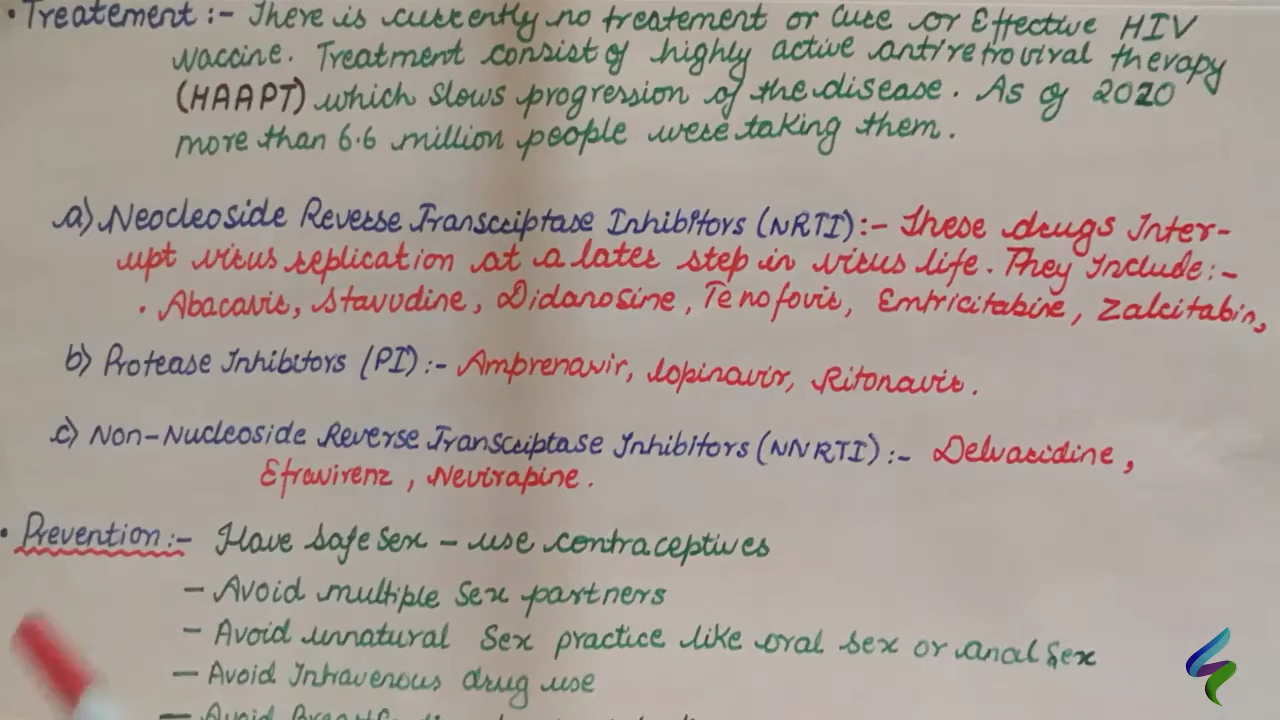 • Treatement :- There is currently no treatement or cure or Effective HIV
vaccine. Treatment consist of highly active antiretroviral therapy
(HAAPT) which slows progression of the disease. As of 2020
more than 6.6 million people were taking them.
a) Neocleoside Reverse Transcriptase Inhibitors (NRTI) :- These drugs Inter-
upt virus replication at a later step in virus life. They Include :-
• Abacavir, Stavudine, Didanosine, Tenofovir, Emtricitabine, Zalcitabin,
b) Protease Inhibitors (PI) :- Amprenavir, lopinavir, Ritonavir.
c) Non-Nucleoside Reverse Transcriptase Inhibitors (NNRTI) :- Delvaridine,
Efravirenz, Nevirapine.
• Prevention :- Have safe sex - use contraceptives
- Avoid multiple sex partners
- Avoid unnatural sex practice like oral sex or anal sex
- Avoid Intravenous drug use
- Avoid